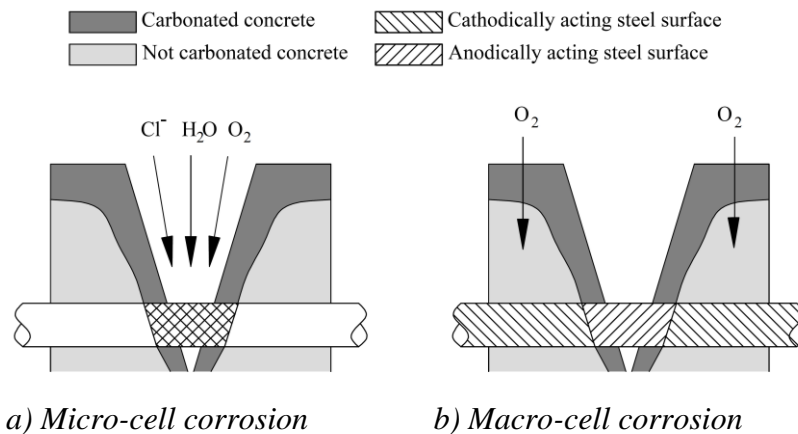 Carbonated concrete
Not carbonated concrete
Cathodically acting steel surface
Anodically acting steel surface
Cl⁻ H₂O O₂
O₂ O₂
a) Micro-cell corrosion
b) Macro-cell corrosion